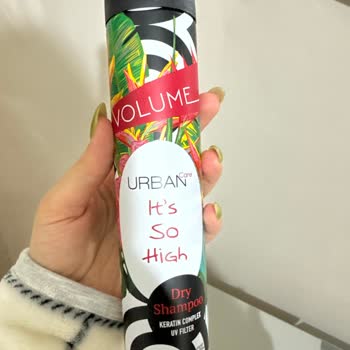 VOLUME
URBAN Care
It's
So
High
Dry
Shampoo
KERATIN COMPLEX
UV FILTER